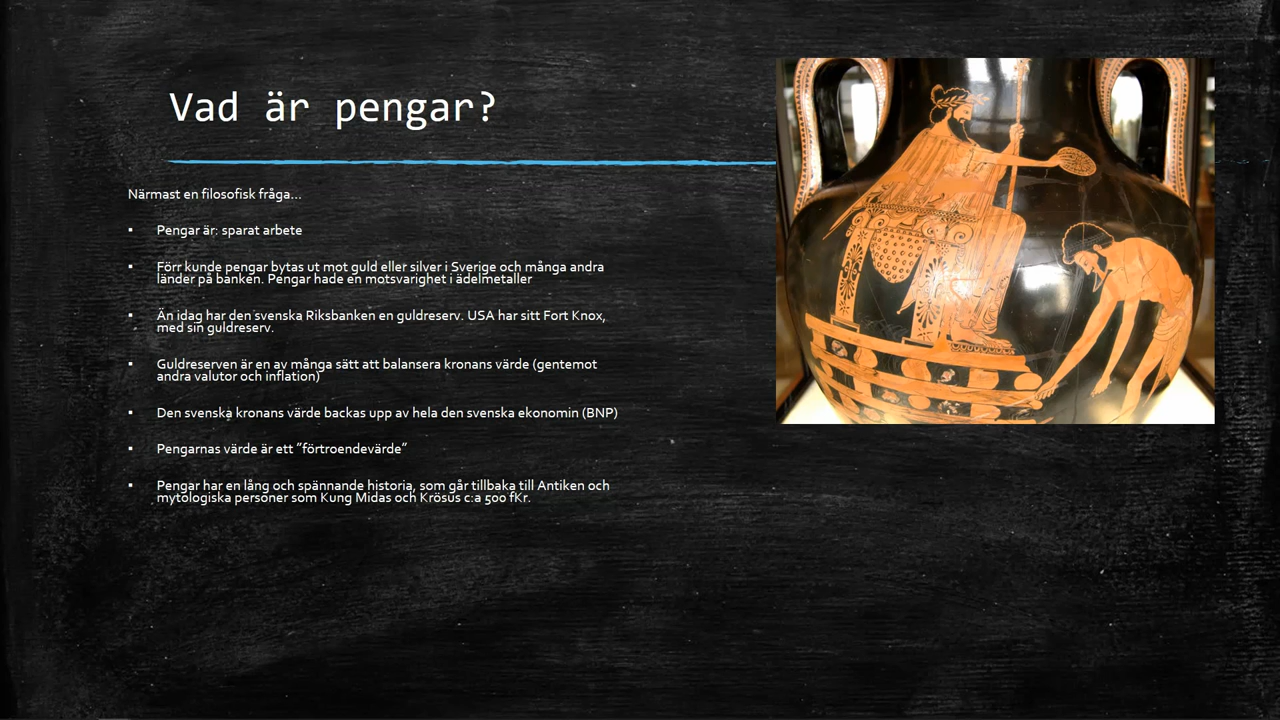 Vad är pengar?
Närmast en filosofisk fråga...
▪ Pengar är: sparat arbete
▪ Förr kunde pengar bytas ut mot guld eller silver i Sverige och många andra
länder på banken. Pengar hade en motsvarighet i ädelmetaller
▪ Än idag har den svenska Riksbanken en guldreserv. USA har sitt Fort Knox,
med sin guldreserv.
▪ Guldreserven är en av många sätt att balansera kronans värde (gentemot
andra valutor och inflation)
▪ Den svenska kronans värde backas upp av hela den svenska ekonomin (BNP)
▪ Pengarnas värde är ett ”förtroendevärde”
▪ Pengar har en lång och spännande historia, som går tillbaka till Antiken och
mytologiska personer som Kung Midas och Krösus c:a 500 fKr.